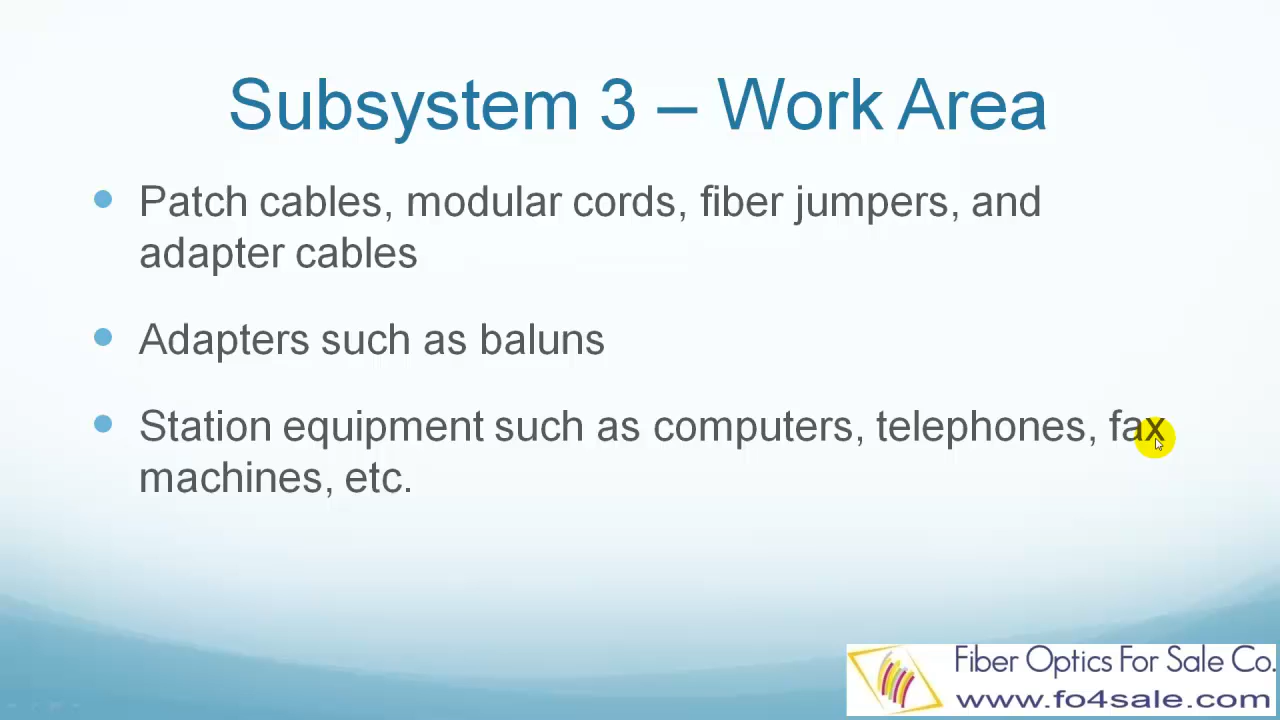 Subsystem 3 – Work Area
Patch cables, modular cords, fiber jumpers, and
adapter cables
Adapters such as baluns
Station equipment such as computers, telephones, fax
machines, etc.
Fiber Optics For Sale Co.
www.fo4sale.com